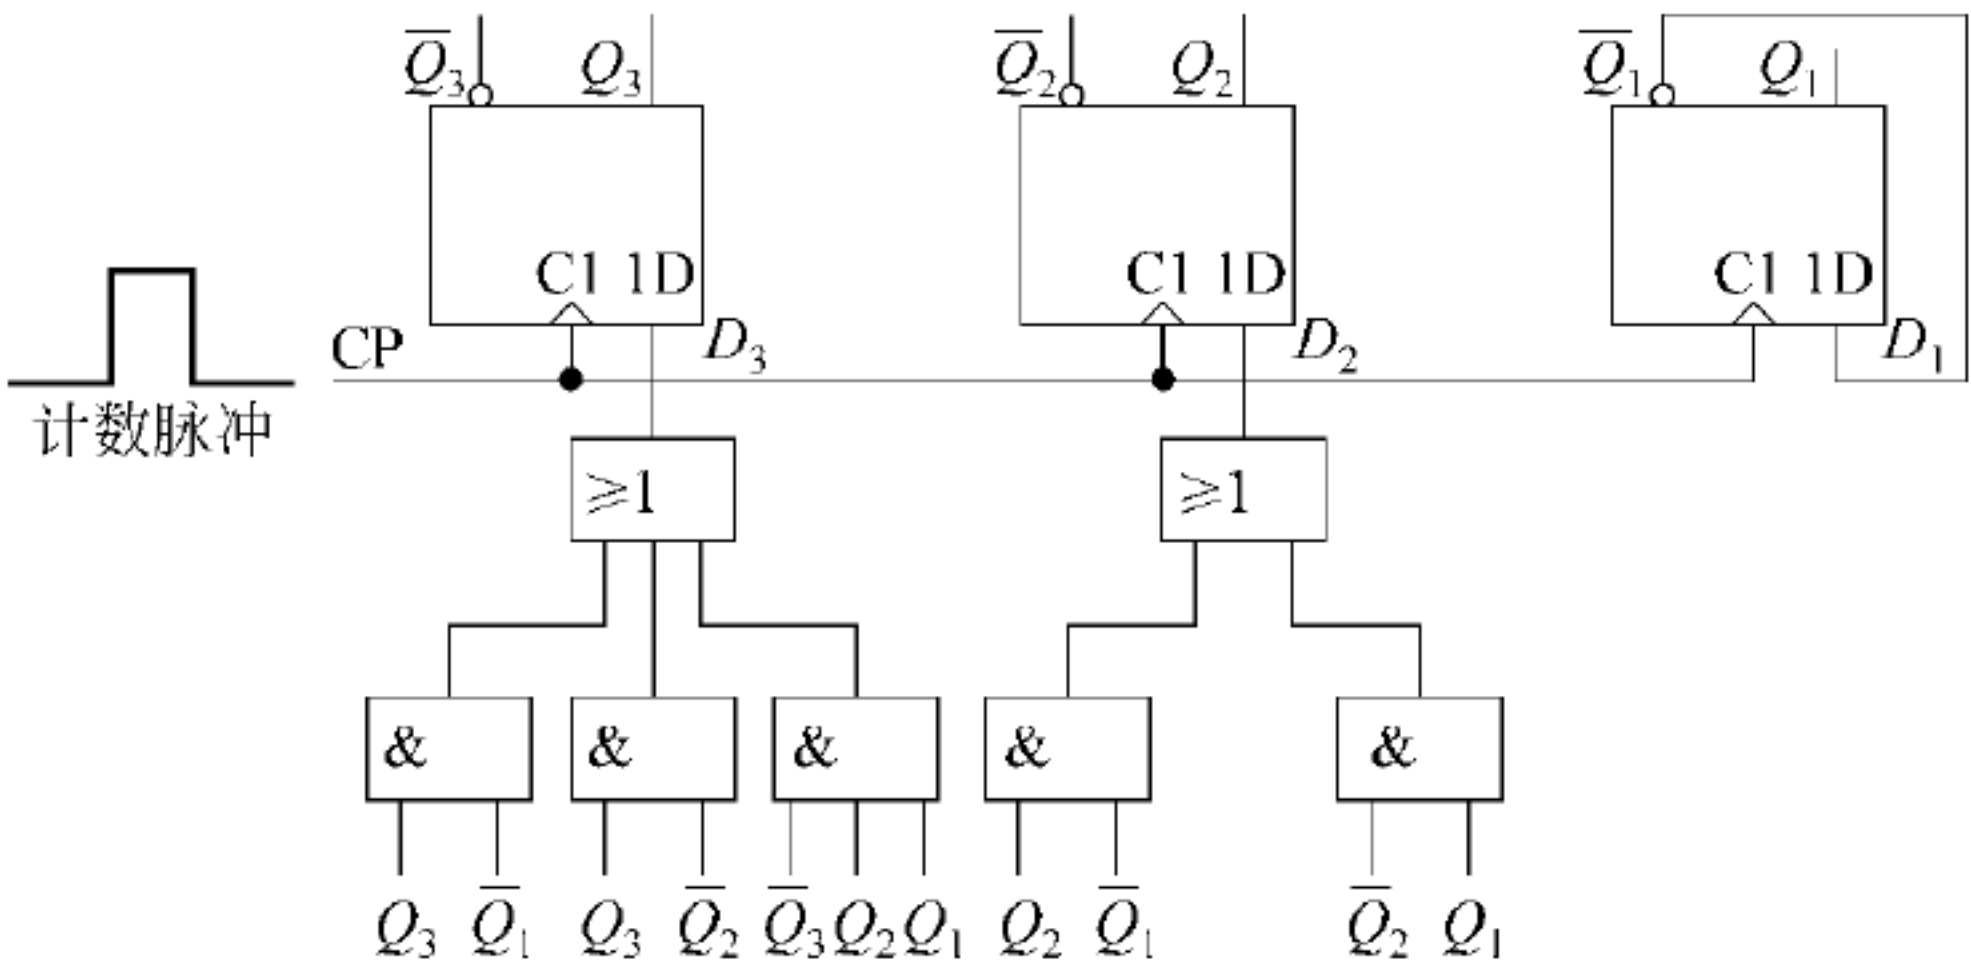 Q̅₃ Q₃ Q̅₂ Q₂ Q̅₁ Q₁
C1 1D C1 1D C1 1D
CP D₃ D₂ D₁
计数脉冲
≥1 ≥1
& & & & &
Q₃ Q̅₁ Q₃ Q̅₂ Q̅₃ Q₂ Q₁ Q₂ Q̅₁ Q̅₂ Q₁